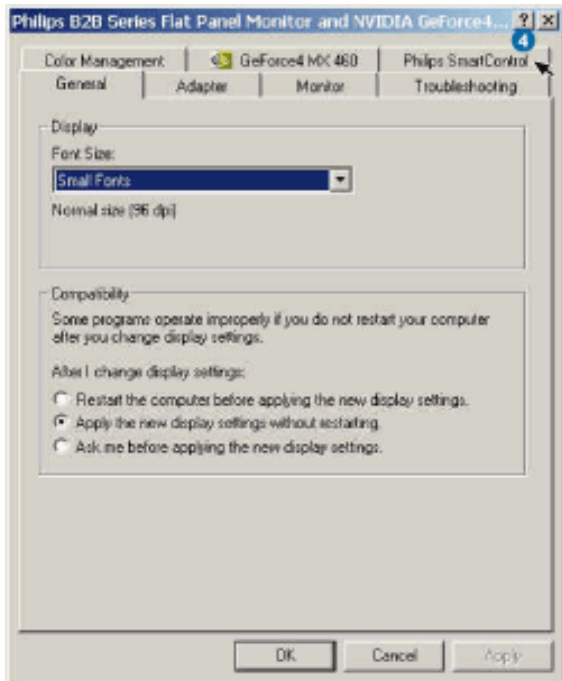 Philips B2B Series Flat Panel Monitor and NVIDIA GeForce4... ? X
4
Color Management GeForce4 MX 460 Philips SmartControl
General Adapter Monitor Troubleshooting
Display
Font Size:
Small Fonts
Normal size (96 dpi)
Compatibility
Some programs operate improperly if you do not restart your computer
after you change display settings.
After I change display settings:
Restart the computer before applying the new display settings.
Apply the new display settings without restarting.
Ask me before applying the new display settings.
OK Cancel Apply